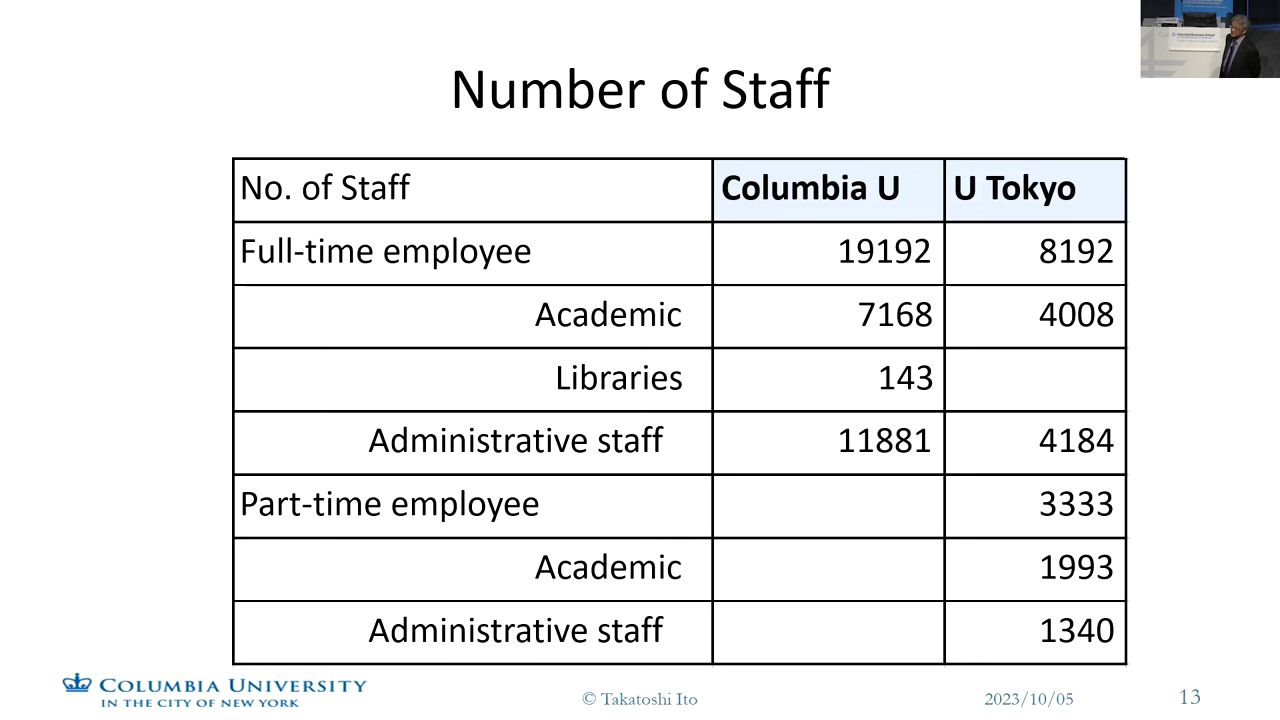 Number of Staff
No. of Staff Columbia U U Tokyo
Full-time employee 19192 8192
Academic 7168 4008
Libraries 143
Administrative staff 11881 4184
Part-time employee 3333
Academic 1993
Administrative staff 1340
COLUMBIA UNIVERSITY
IN THE CITY OF NEW YORK
© Takatoshi Ito
2023/10/05
13